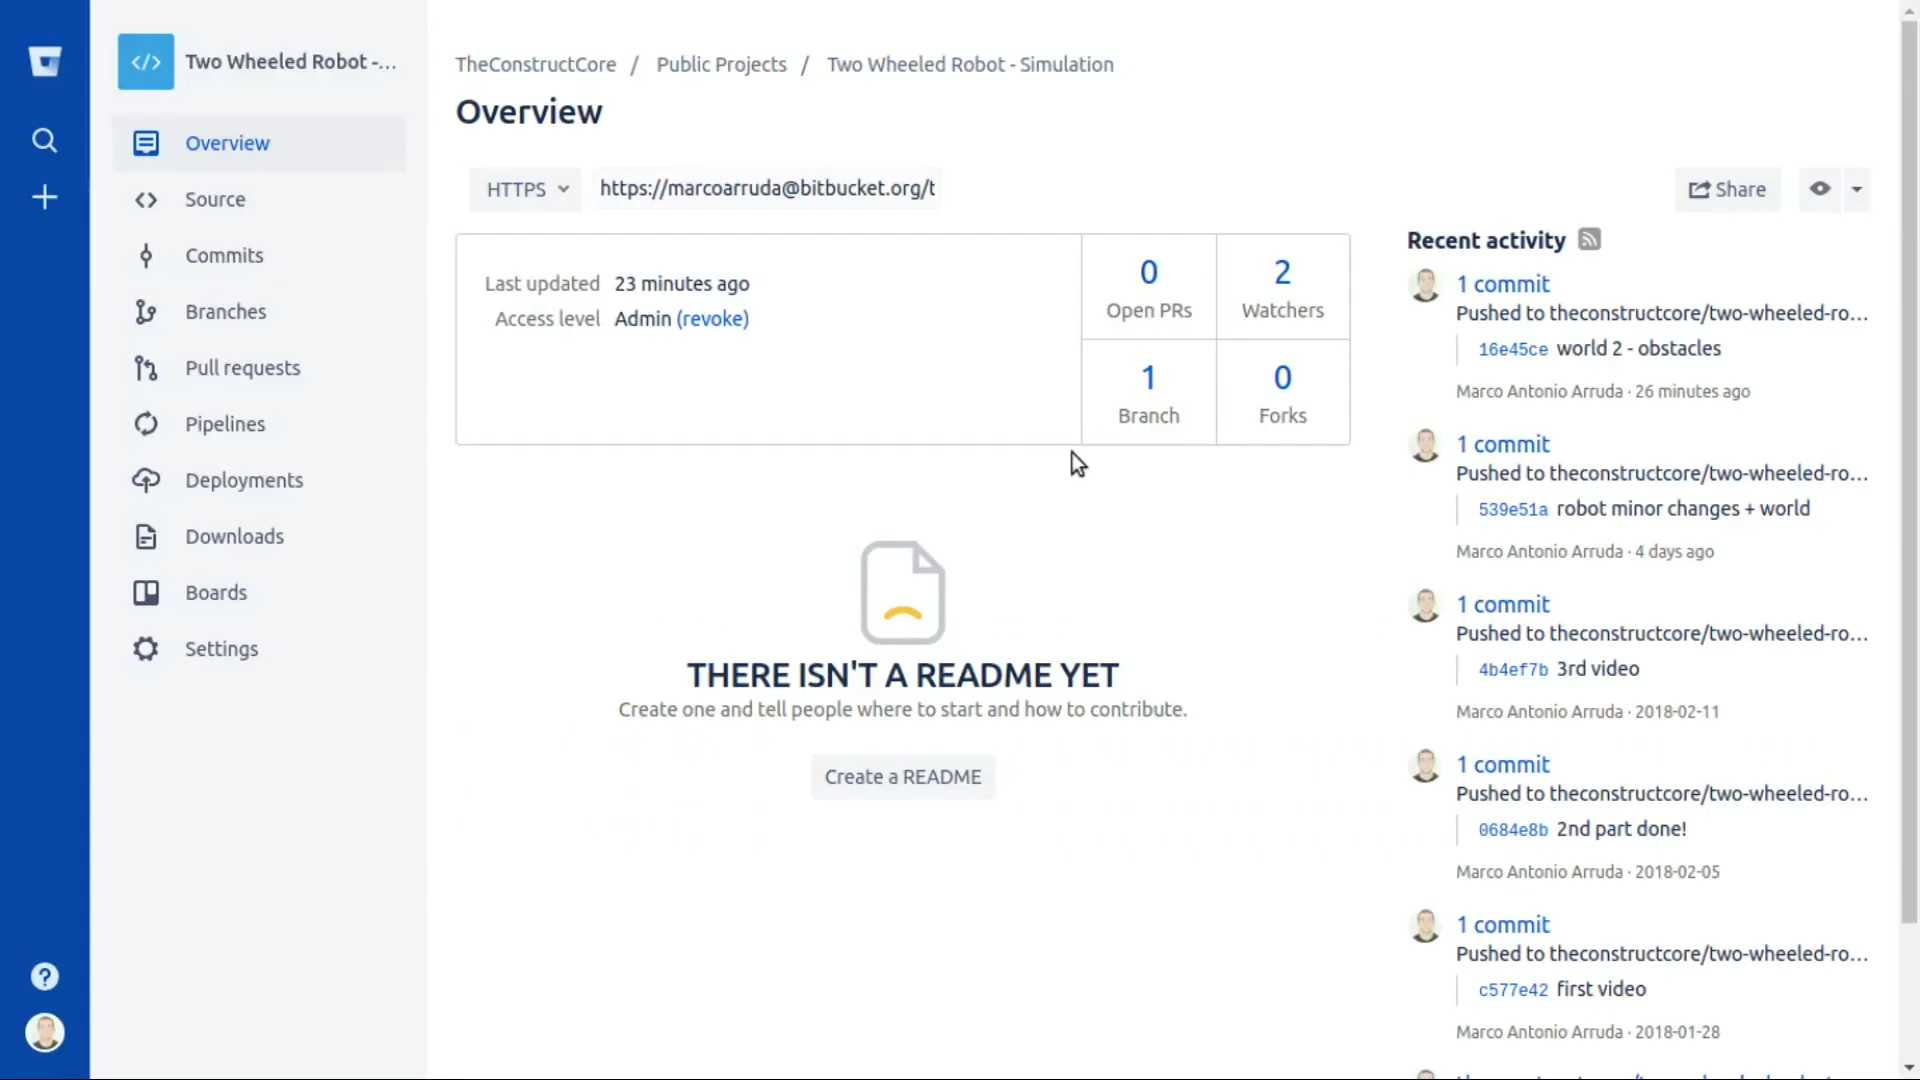 Two Wheeled Robot -...
Overview
Source
Commits
Branches
Pull requests
Pipelines
Deployments
Downloads
Boards
Settings
TheConstructCore / Public Projects / Two Wheeled Robot - Simulation
Overview
HTTPS
https://marcoarruda@bitbucket.org/t
Share
Last updated 23 minutes ago
Access level Admin (revoke)
0
Open PRs
2
Watchers
1
Branch
0
Forks
THERE ISN'T A README YET
Create one and tell people where to start and how to contribute.
Create a README
Recent activity
1 commit
Pushed to theconstructcore/two-wheeled-ro...
16e45ce world 2 - obstacles
Marco Antonio Arruda · 26 minutes ago
1 commit
Pushed to theconstructcore/two-wheeled-ro...
539e51a robot minor changes + world
Marco Antonio Arruda · 4 days ago
1 commit
Pushed to theconstructcore/two-wheeled-ro...
4b4ef7b 3rd video
Marco Antonio Arruda · 2018-02-11
1 commit
Pushed to theconstructcore/two-wheeled-ro...
0684e8b 2nd part done!
Marco Antonio Arruda · 2018-02-05
1 commit
Pushed to theconstructcore/two-wheeled-ro...
c577e42 first video
Marco Antonio Arruda · 2018-01-28